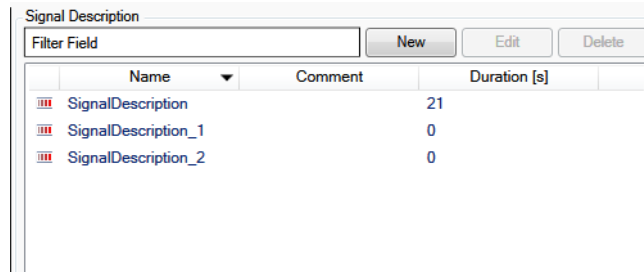 Signal Description
Filter Field New Edit Delete
Name Comment Duration [s]
SignalDescription 21
SignalDescription_1 0
SignalDescription_2 0